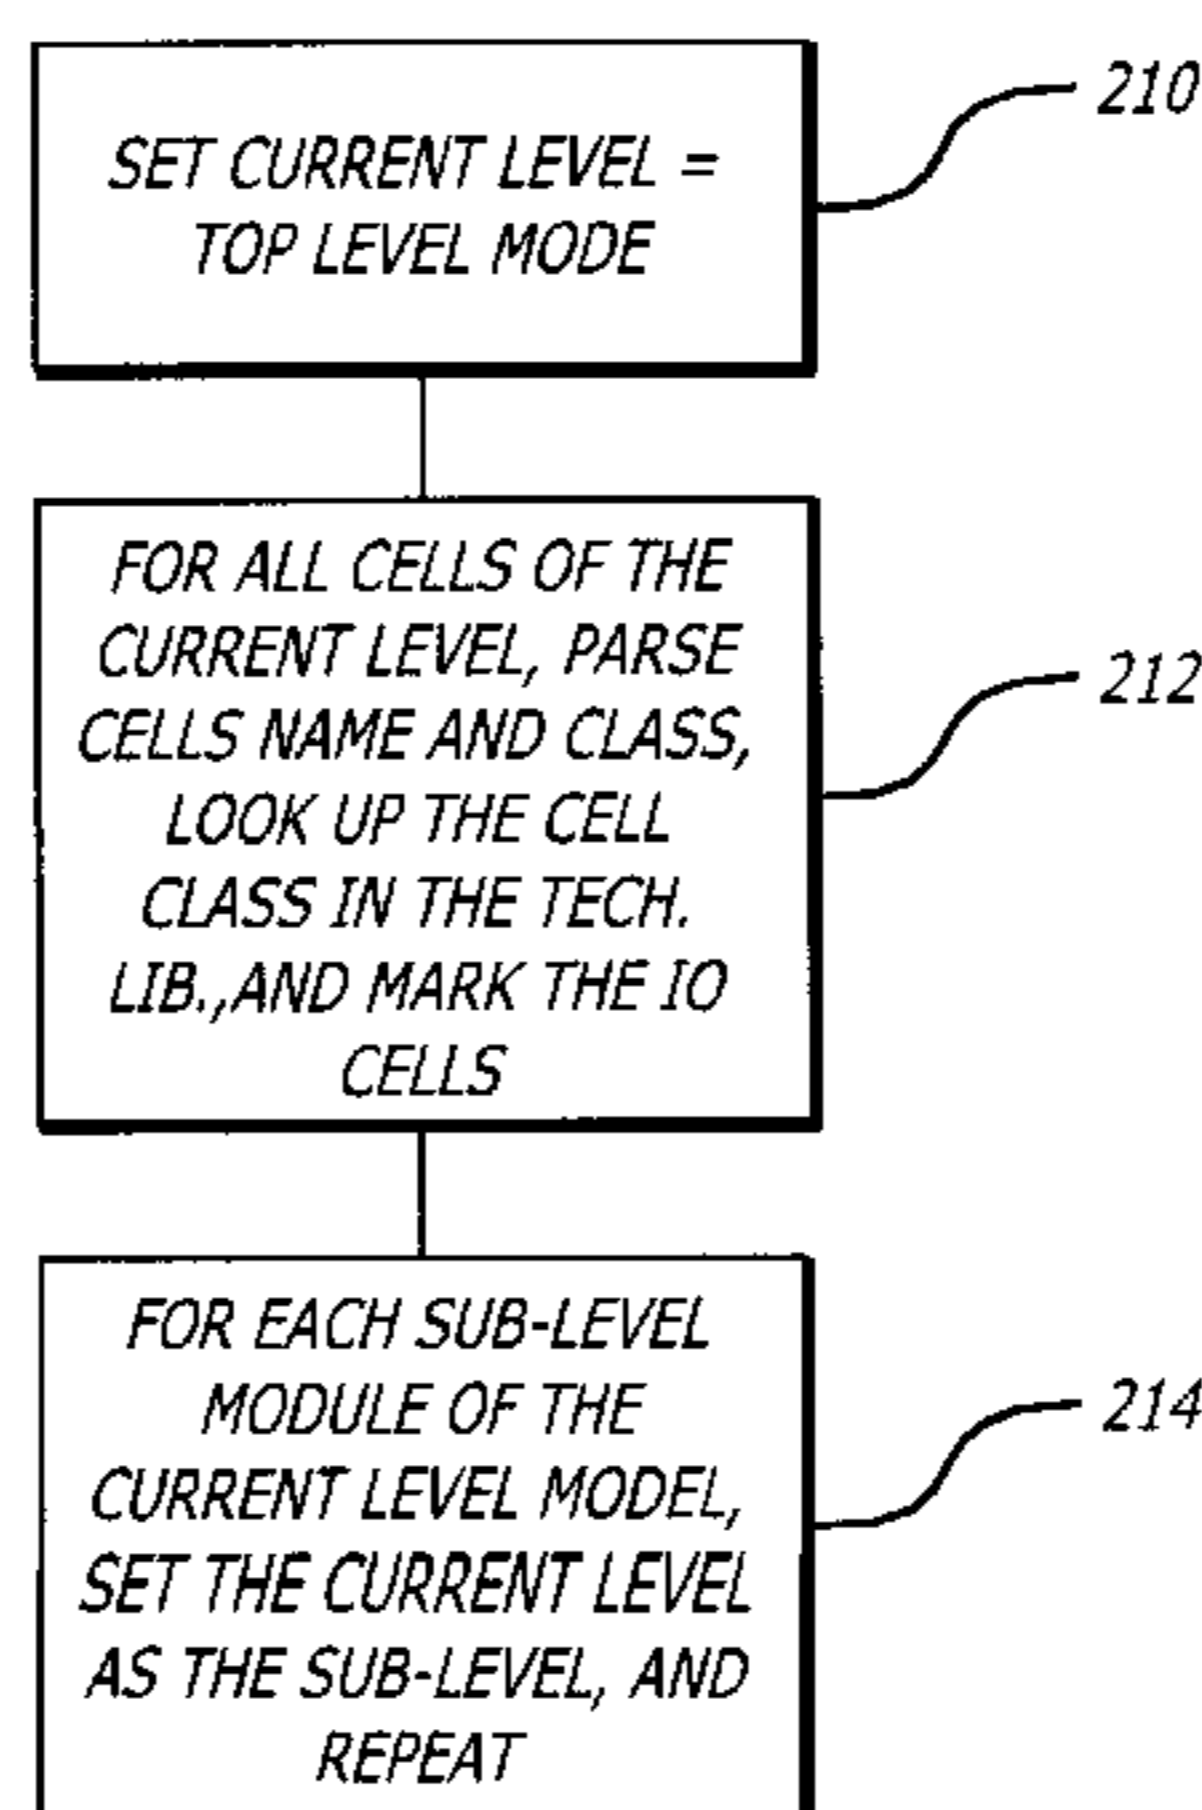 SET CURRENT LEVEL =
TOP LEVEL MODE
210
FOR ALL CELLS OF THE
CURRENT LEVEL, PARSE
CELLS NAME AND CLASS,
LOOK UP THE CELL
CLASS IN THE TECH.
LIB.,AND MARK THE IO
CELLS
212
FOR EACH SUB-LEVEL
MODULE OF THE
CURRENT LEVEL MODEL,
SET THE CURRENT LEVEL
AS THE SUB-LEVEL, AND
REPEAT
214